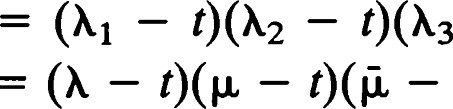 = (λ₁ − t)(λ₂ − t)(λ₃
= (λ − t)(μ − t)(μ̄ −